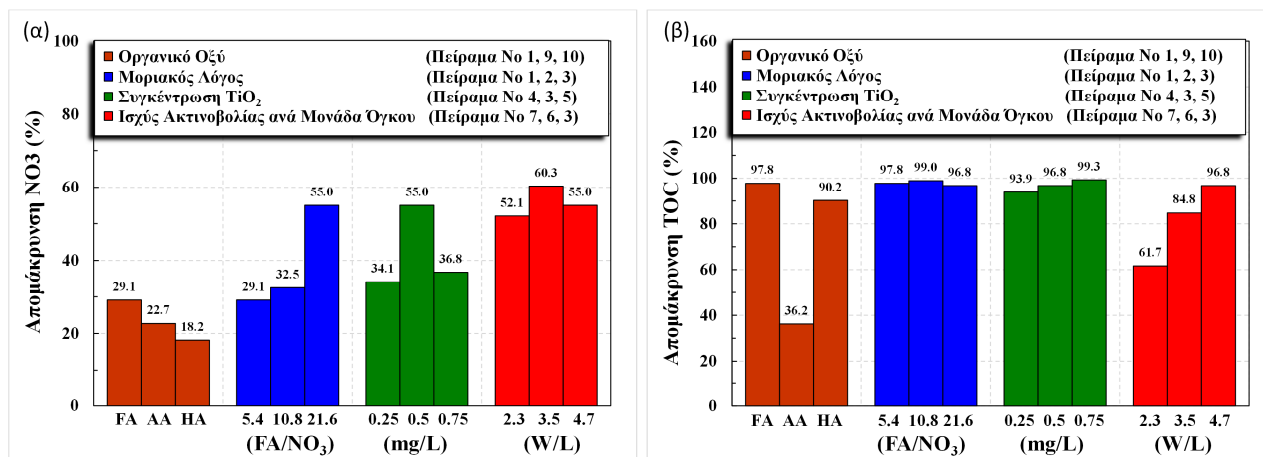 (α)
Απομάκρυνση NO3 (%)
100
80
60
40
20
0
Οργανικό Οξύ (Πείραμα Νο 1, 9, 10)
Μοριακός Λόγος (Πείραμα Νο 1, 2, 3)
Συγκέντρωση TiO₂ (Πείραμα Νο 4, 3, 5)
Ισχύς Ακτινοβολίας ανά Μονάδα Όγκου (Πείραμα Νο 7, 6, 3)
29.1 22.7 18.2 29.1 32.5 55.0 34.1 55.0 36.8 52.1 60.3 55.0
FA AA HA 5.4 10.8 21.6 0.25 0.5 0.75 2.3 3.5 4.7
(FA/NO₃) (mg/L) (W/L)
(β)
Απομάκρυνση TOC (%)
160
140
120
100
80
60
40
20
0
Οργανικό Οξύ (Πείραμα Νο 1, 9, 10)
Μοριακός Λόγος (Πείραμα Νο 1, 2, 3)
Συγκέντρωση TiO₂ (Πείραμα Νο 4, 3, 5)
Ισχύς Ακτινοβολίας ανά Μονάδα Όγκου (Πείραμα Νο 7, 6, 3)
97.8 36.2 90.2 97.8 99.0 96.8 93.9 96.8 99.3 61.7 84.8 96.8
FA AA HA 5.4 10.8 21.6 0.25 0.5 0.75 2.3 3.5 4.7
(FA/NO₃) (mg/L) (W/L)